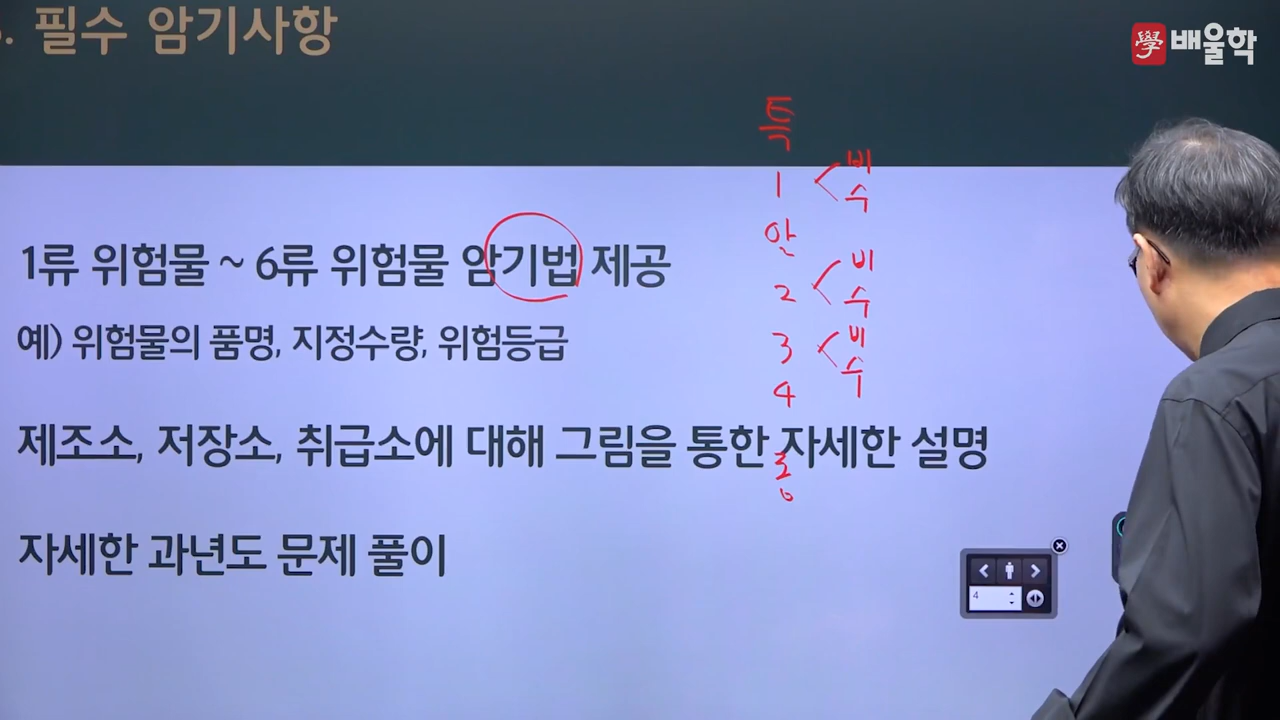 . 필수 암기사항
學 배울학
1류 위험물 ~ 6류 위험물 암기법 제공
예) 위험물의 품명, 지정수량, 위험등급
제조소, 저장소, 취급소에 대해 그림을 통한 자세한 설명
자세한 과년도 문제 풀이
특
1 비
수
알
2 비
수
3 비
수
4
4